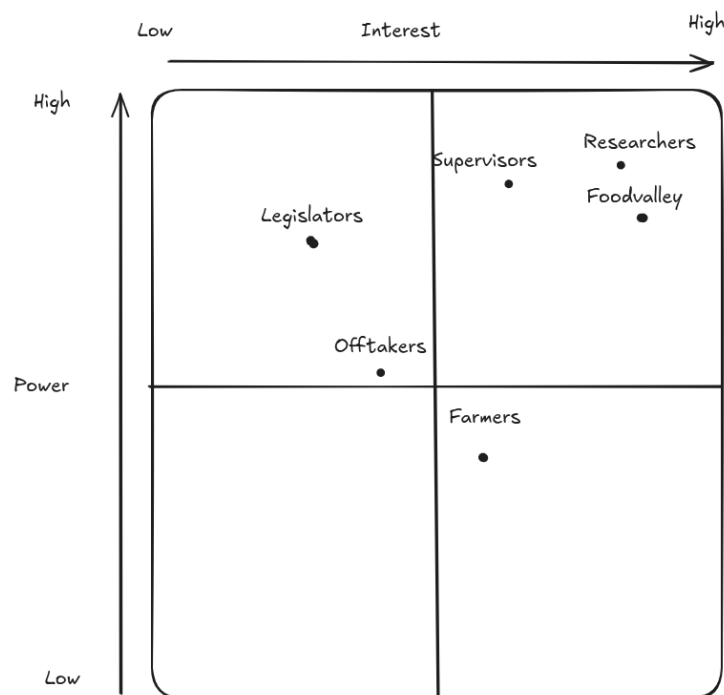 Low
Interest
High
High
Researchers
Supervisors
Foodvalley
Legislators
Offtakers
Power
Farmers
Low